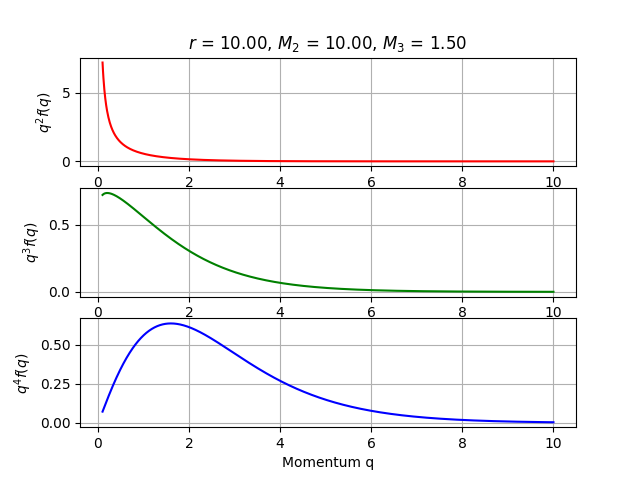 r = 10.00, M₂ = 10.00, M₃ = 1.50
q²f(q)
5
0
0 2 4 6 8 10
q³f(q)
0.5
0.0
0 2 4 6 8 10
q⁴f(q)
0.50
0.25
0.00
0 2 4 6 8 10
Momentum q